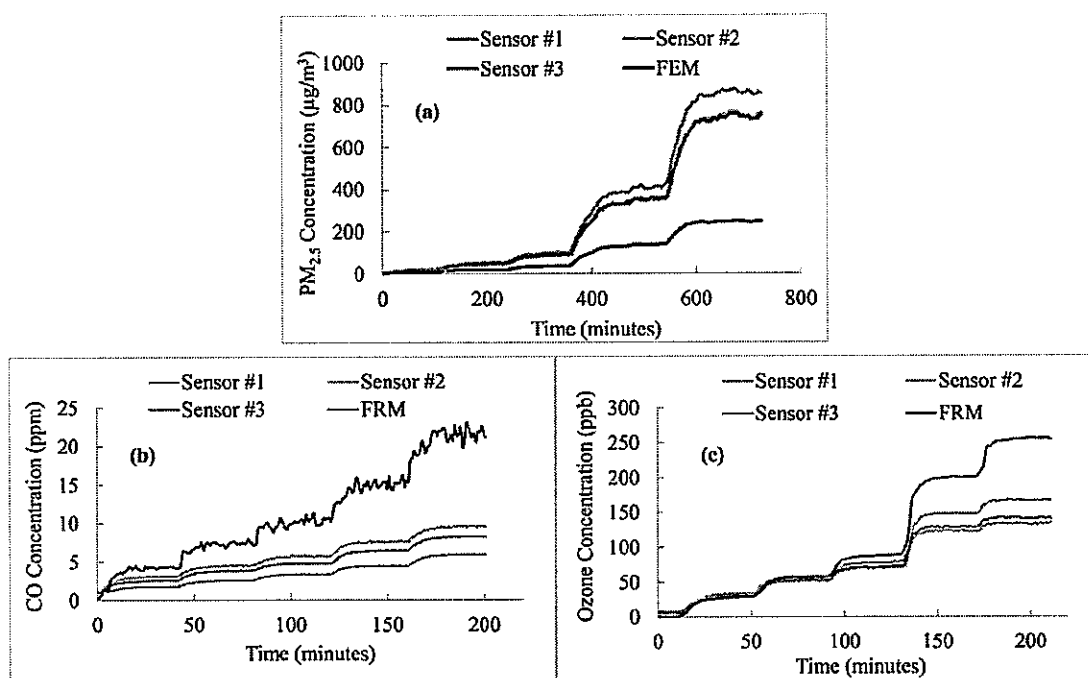 Sensor #1 Sensor #2
Sensor #3 FEM
1000
800
600
400
200
0
PM2.5 Concentration (µg/m³)
(a)
0 200 400 600 800
Time (minutes)
Sensor #1 Sensor #2
Sensor #3 FRM
25
20
15
10
5
0
CO Concentration (ppm)
(b)
0 50 100 150 200
Time (minutes)
Sensor #1 Sensor #2
Sensor #3 FRM
300
250
200
150
100
50
0
Ozone Concentration (ppb)
(c)
0 50 100 150 200
Time (minutes)